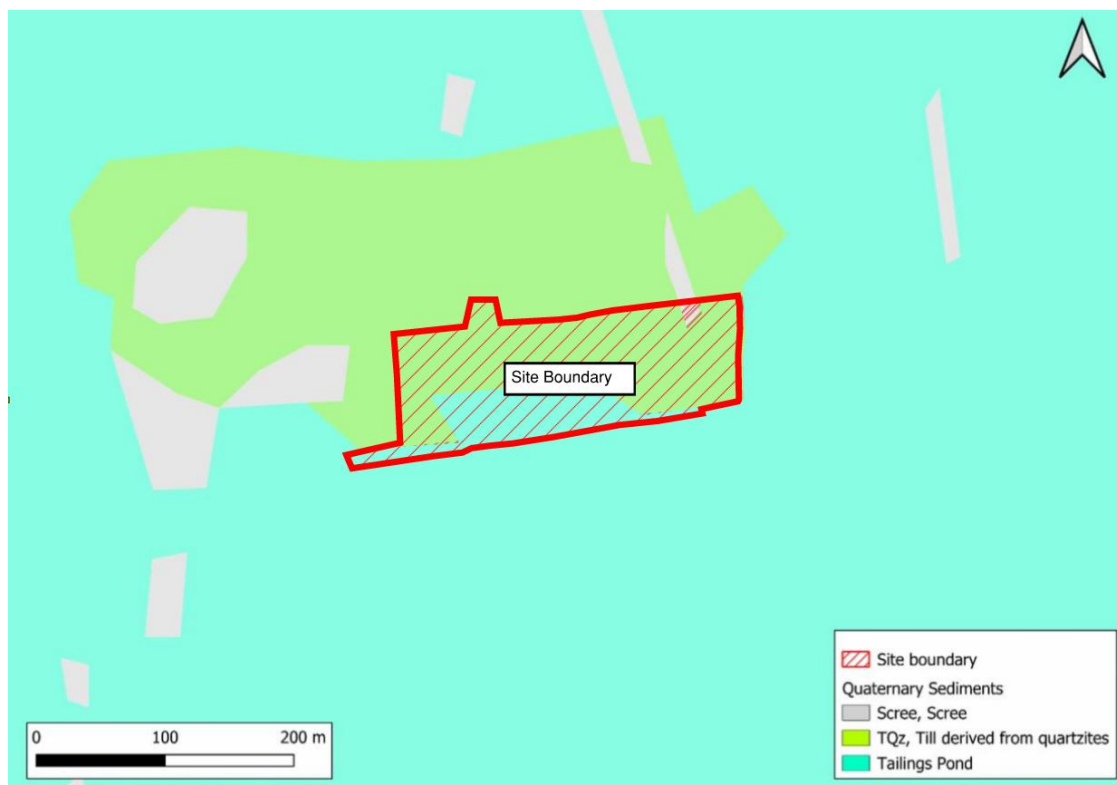 Site Boundary
Site boundary
Quaternary Sediments
Scree, Scree
TQz, Till derived from quartzites
Tailings Pond
0 100 200 m